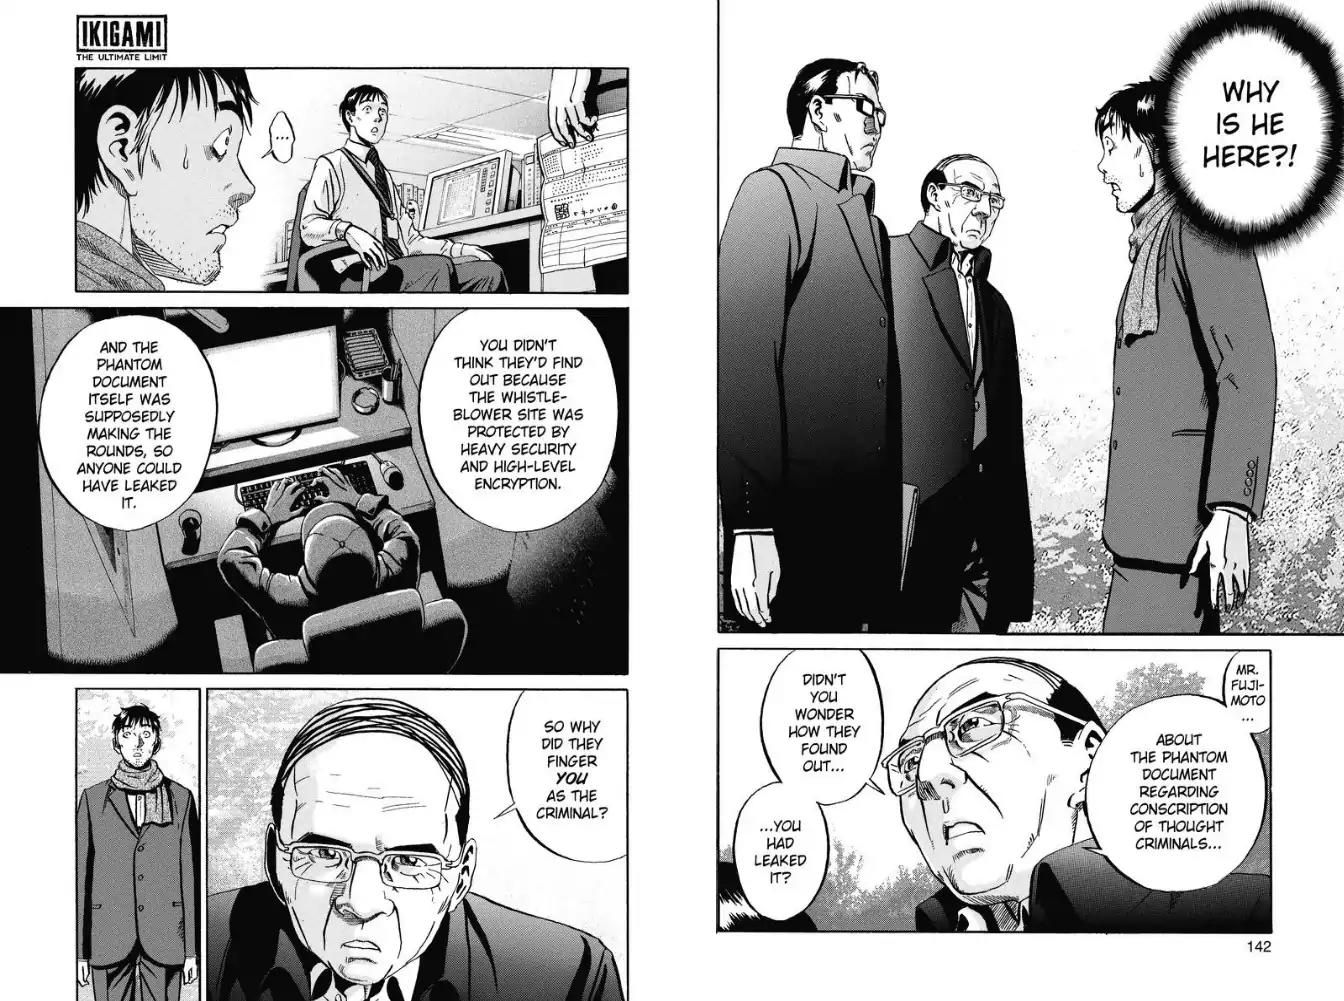 WHY
IS HE
HERE?!
MR.
FUJI-
MOTO
...
ABOUT
THE PHANTOM
DOCUMENT
REGARDING
CONSCRIPTION
OF THOUGHT
CRIMINALS...
DIDN'T
YOU
WONDER
HOW THEY
FOUND
OUT...
...YOU
HAD
LEAKED
IT?
142
IKIGAMI
THE ULTIMATE LIMIT
...
YOU DIDN'T
THINK THEY'D FIND
OUT BECAUSE
THE WHISTLE-
BLOWER SITE WAS
PROTECTED BY
HEAVY SECURITY
AND HIGH-LEVEL
ENCRYPTION.
AND THE
PHANTOM
DOCUMENT
ITSELF WAS
SUPPOSEDLY
MAKING THE
ROUNDS, SO
ANYONE COULD
HAVE LEAKED
IT.
SO WHY
DID THEY
FINGER
YOU
AS THE
CRIMINAL?